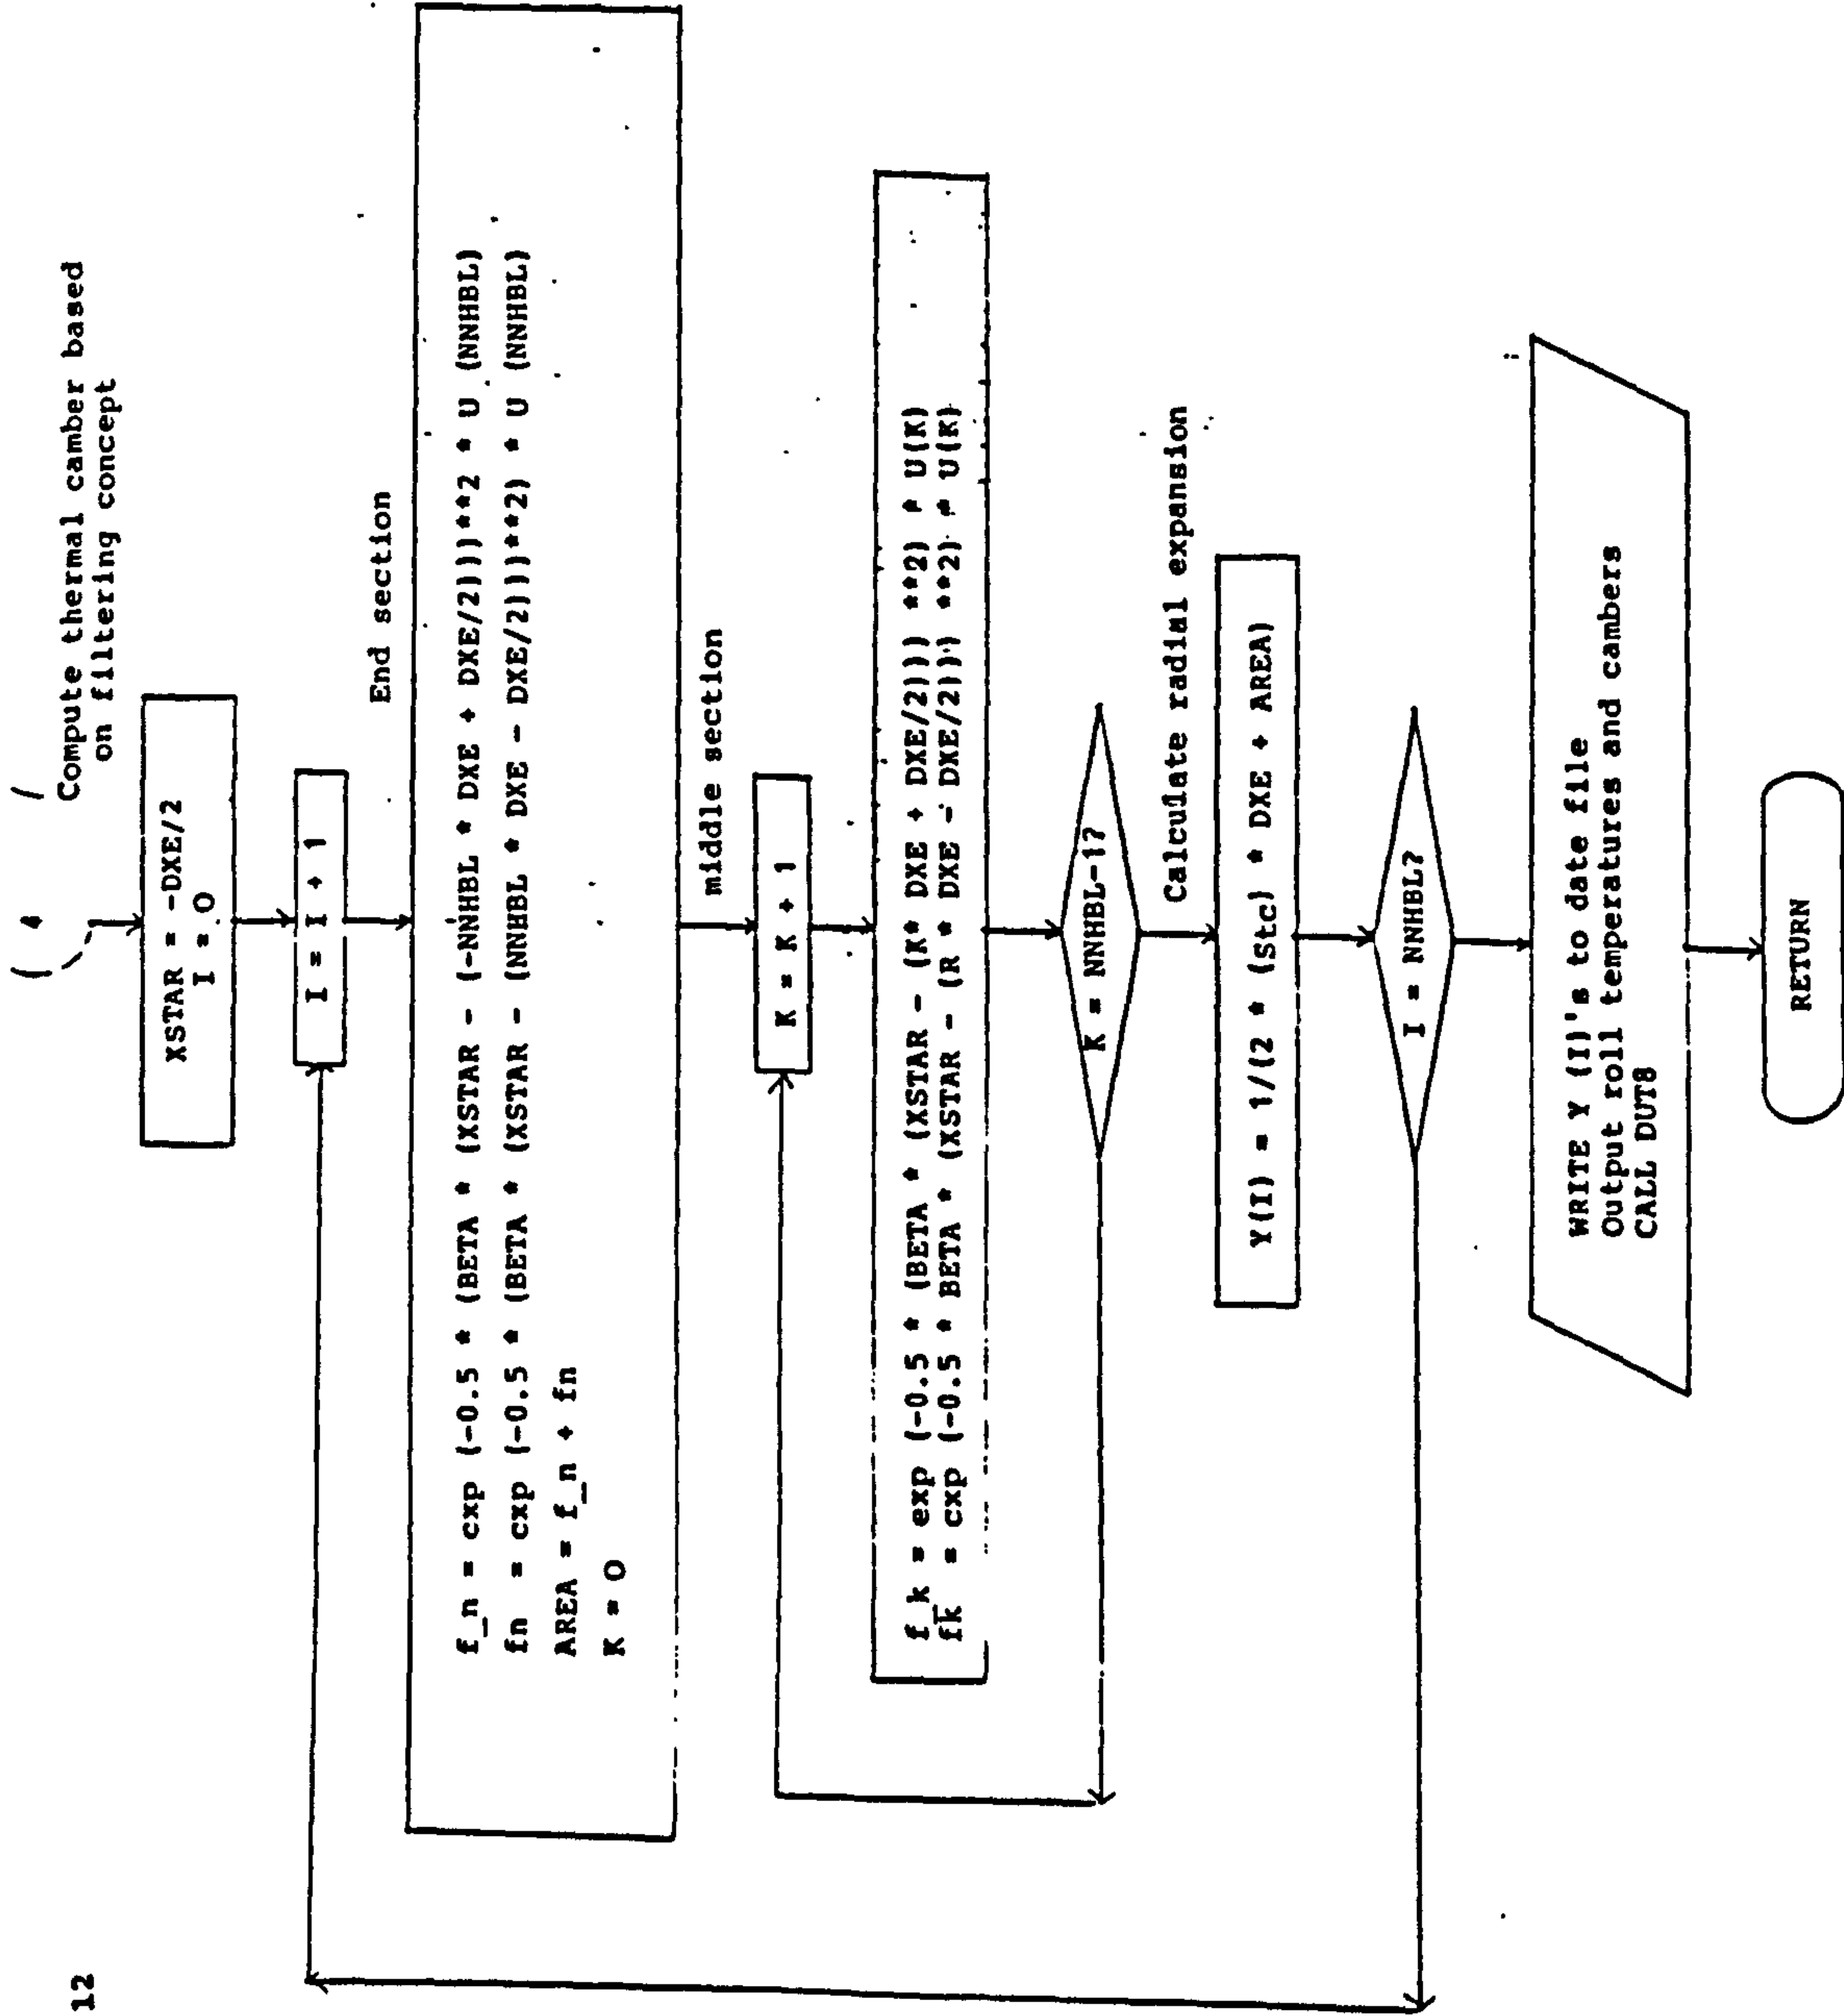 12
4
Compute thermal camber based
on filtering concept
XSTAR = -DXE/2
I = 0
I = I + 1
End section
f_n = cxp (-0.5 * (BETA * (XSTAR - (-NNHBL * DXE + DXE/2)))**2 * U (NNHBL)
fn = cxp (-0.5 * (BETA * (XSTAR - (NNHBL * DXE - DXE/2)))**2) * U (NNHBL)
AREA = f_n + fn
K = 0
middle section
K = K + 1
f_k = exp (-0.5 * (BETA * (XSTAR - (K* DXE + DXE/2))) **2) * U(K)
fk = cxp (-0.5 * BETA * (XSTAR - (R * DXE - DXE/2))) **2) * U(K)
K = NNHBL-1?
Calculate radial expansion
Y(I) = 1/(2 * (Stc) * DXE + AREA)
I = NNHBL?
WRITE Y (I)'s to date file
Output roll temperatures and cambers
CALL DUT8
RETURN